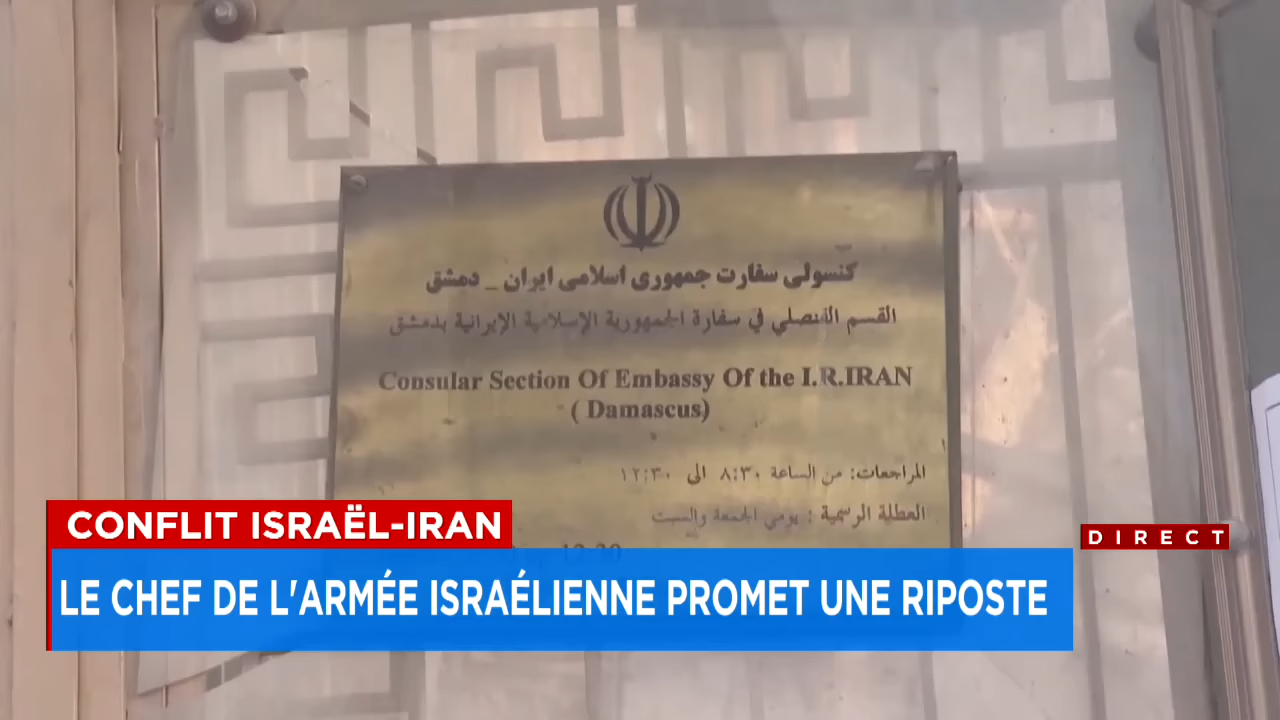 کنسولی سفارت جمهوری اسلامی ایران _ دمشق
القسم القنصلي في سفارة الجمهورية الإسلامية الإيرانية بدمشق
Consular Section Of Embassy Of the I.R.IRAN
( Damascus)
المراجعات: من الساعة ٨:٣٠ الى ١٢:٣٠
العطلة الرسمية : يومي الجمعة والسبت
CONFLIT ISRAËL-IRAN
DIRECT
LE CHEF DE L'ARMÉE ISRAÉLIENNE PROMET UNE RIPOSTE